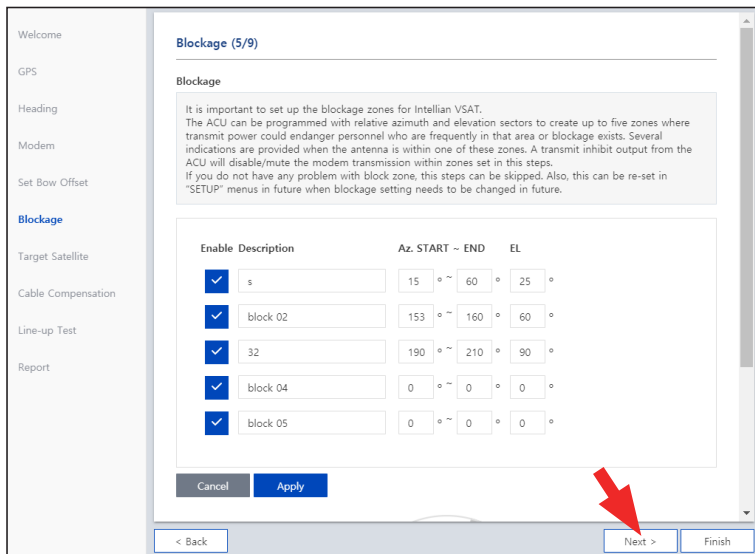 Welcome
GPS
Heading
Modem
Set Bow Offset
Blockage
Target Satellite
Cable Compensation
Line-up Test
Report
Blockage (5/9)
Blockage
It is important to set up the blockage zones for Intellian VSAT.
The ACU can be programmed with relative azimuth and elevation sectors to create up to five zones where
transmit power could endanger personnel who are frequently in that area or blockage exists. Several
indications are provided when the antenna is within one of these zones. A transmit inhibit output from the
ACU will disable/mute the modem transmission within zones set in this steps.
If you do not have any problem with block zone, this steps can be skipped. Also, this can be re-set in
"SETUP" menus in future when blockage setting needs to be changed in future.
Enable Description Az. START ~ END EL
s 15 ° ~ 60 ° 25 °
block 02 153 ° ~ 160 ° 60 °
32 190 ° ~ 210 ° 90 °
block 04 0 ° ~ 0 ° 0 °
block 05 0 ° ~ 0 ° 0 °
Cancel Apply
< Back Next > Finish